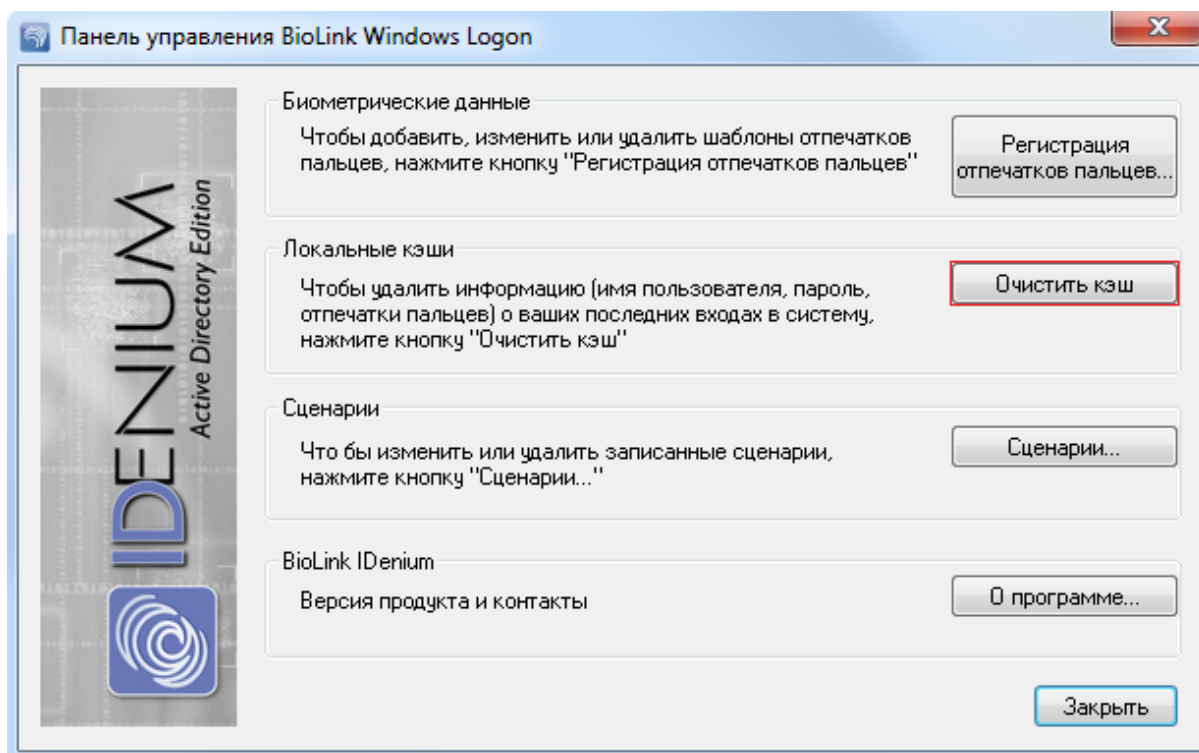 Панель управления BioLink Windows Logon
IDENIUM
Active Directory Edition
Биометрические данные
Чтобы добавить, изменить или удалить шаблоны отпечатков
пальцев, нажмите кнопку "Регистрация отпечатков пальцев"
Регистрация
отпечатков пальцев...
Локальные кэши
Чтобы удалить информацию (имя пользователя, пароль,
отпечатки пальцев) о ваших последних входах в систему,
нажмите кнопку "Очистить кэш"
Очистить кэш
Сценарии
Что бы изменить или удалить записанные сценарии,
нажмите кнопку "Сценарии..."
Сценарии...
BioLink IDenium
Версия продукта и контакты
О программе...
Закрыть